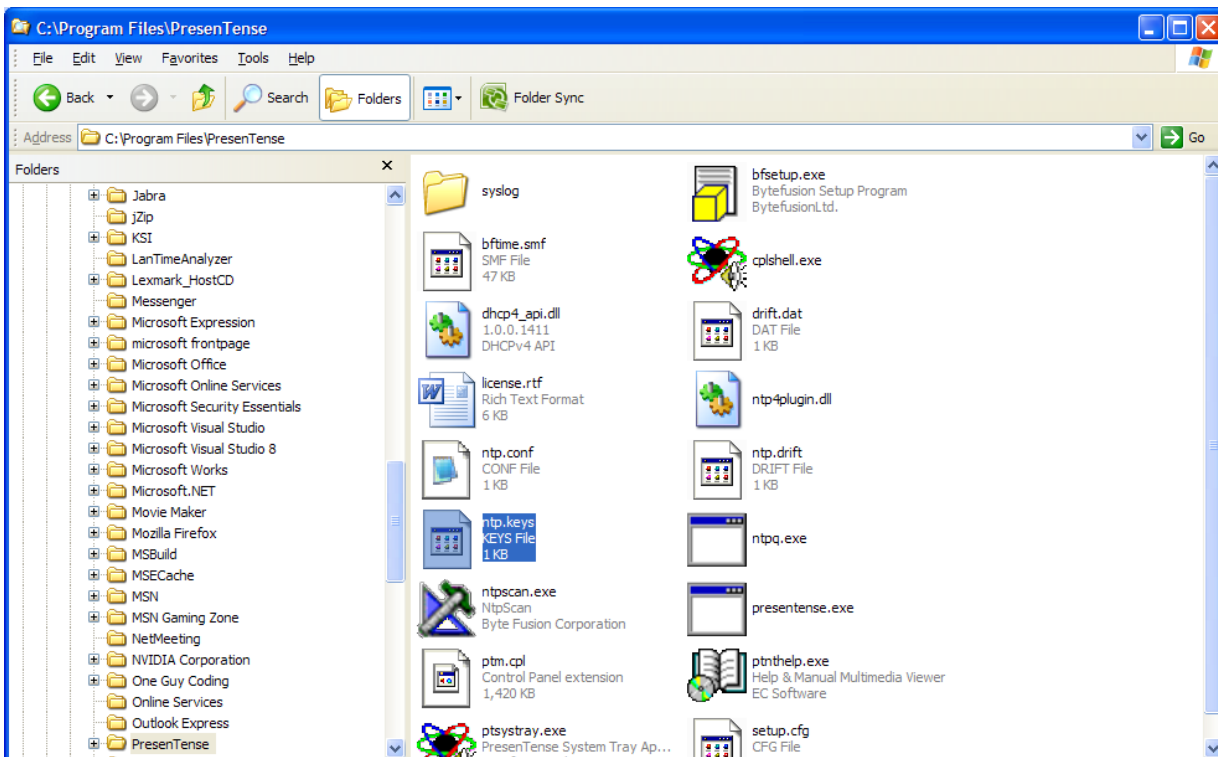 C:\Program Files\PresenTense
File Edit View Favorites Tools Help
Back Search Folders Folder Sync
Address C:\Program Files\PresenTense Go
Folders
Jabra
jZip
KSI
LanTimeAnalyzer
Lexmark_HostCD
Messenger
Microsoft Expression
microsoft frontpage
Microsoft Office
Microsoft Online Services
Microsoft Security Essentials
Microsoft Visual Studio
Microsoft Visual Studio 8
Microsoft Works
Microsoft.NET
Movie Maker
Mozilla Firefox
MSBuild
MSECache
MSN
MSN Gaming Zone
NetMeeting
NVIDIA Corporation
One Guy Coding
Online Services
Outlook Express
PresenTense
syslog
bfsetup.exe
Bytefusion Setup Program
BytefusionLtd.
bftime.smf
SMF File
47 KB
cplshell.exe
dhcp4_api.dll
1.0.0.1411
DHCPv4 API
drift.dat
DAT File
1 KB
license.rtf
Rich Text Format
6 KB
ntp4plugin.dll
ntp.conf
CONF File
1 KB
ntp.drift
DRIFT File
1 KB
ntp.keys
KEYS File
1 KB
ntpq.exe
ntpscan.exe
NtpScan
Byte Fusion Corporation
presentense.exe
ptm.cpl
Control Panel extension
1,420 KB
ptnthelp.exe
Help & Manual Multimedia Viewer
EC Software
ptsystray.exe
PresenTense System Tray Ap...
setup.cfg
CFG File